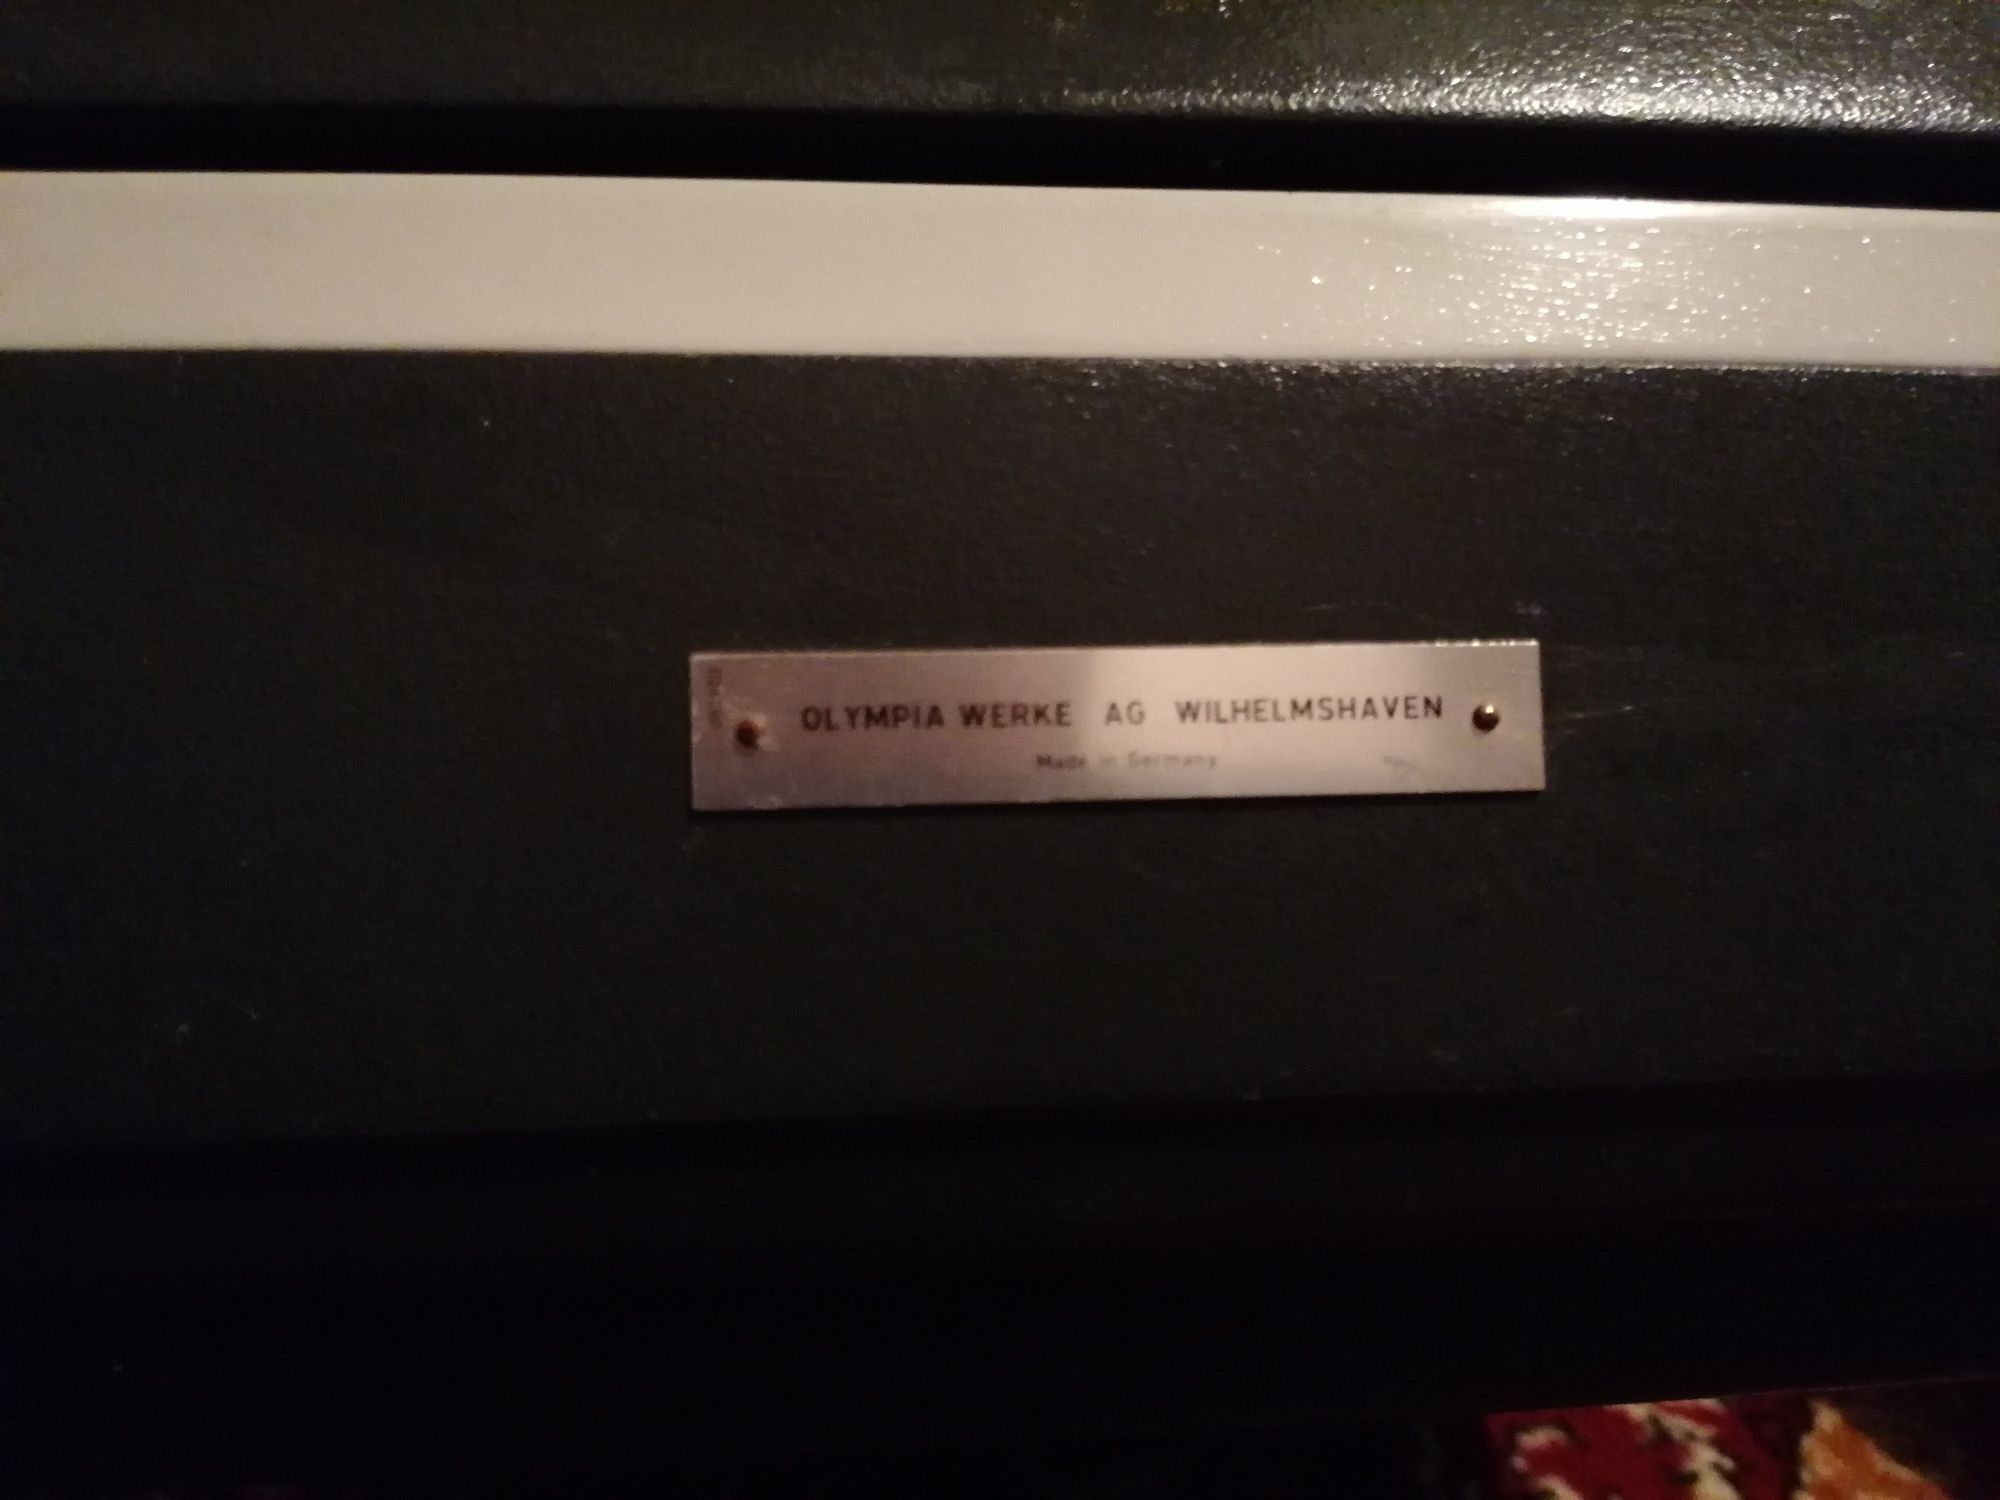 OLYMPIA WERKE AG WILHELMSHAVEN
Made in Germany